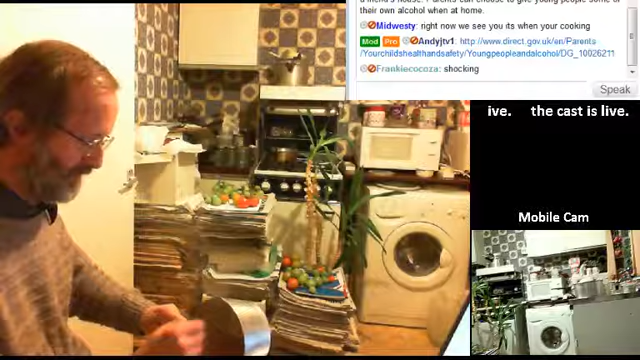 a friend's house. Parents can choose to give young people some of
their own alcohol when at home.
Midwesty: right now we see you its when your cooking
Mod Pro Andyjtv1: http://www.direct.gov.uk/en/Parents
/Yourchildshealthandsafety/Youngpeopleandalcohol/DG_10026211
Frankiecocoza: shocking
Speak
ive. the cast is live.
Mobile Cam